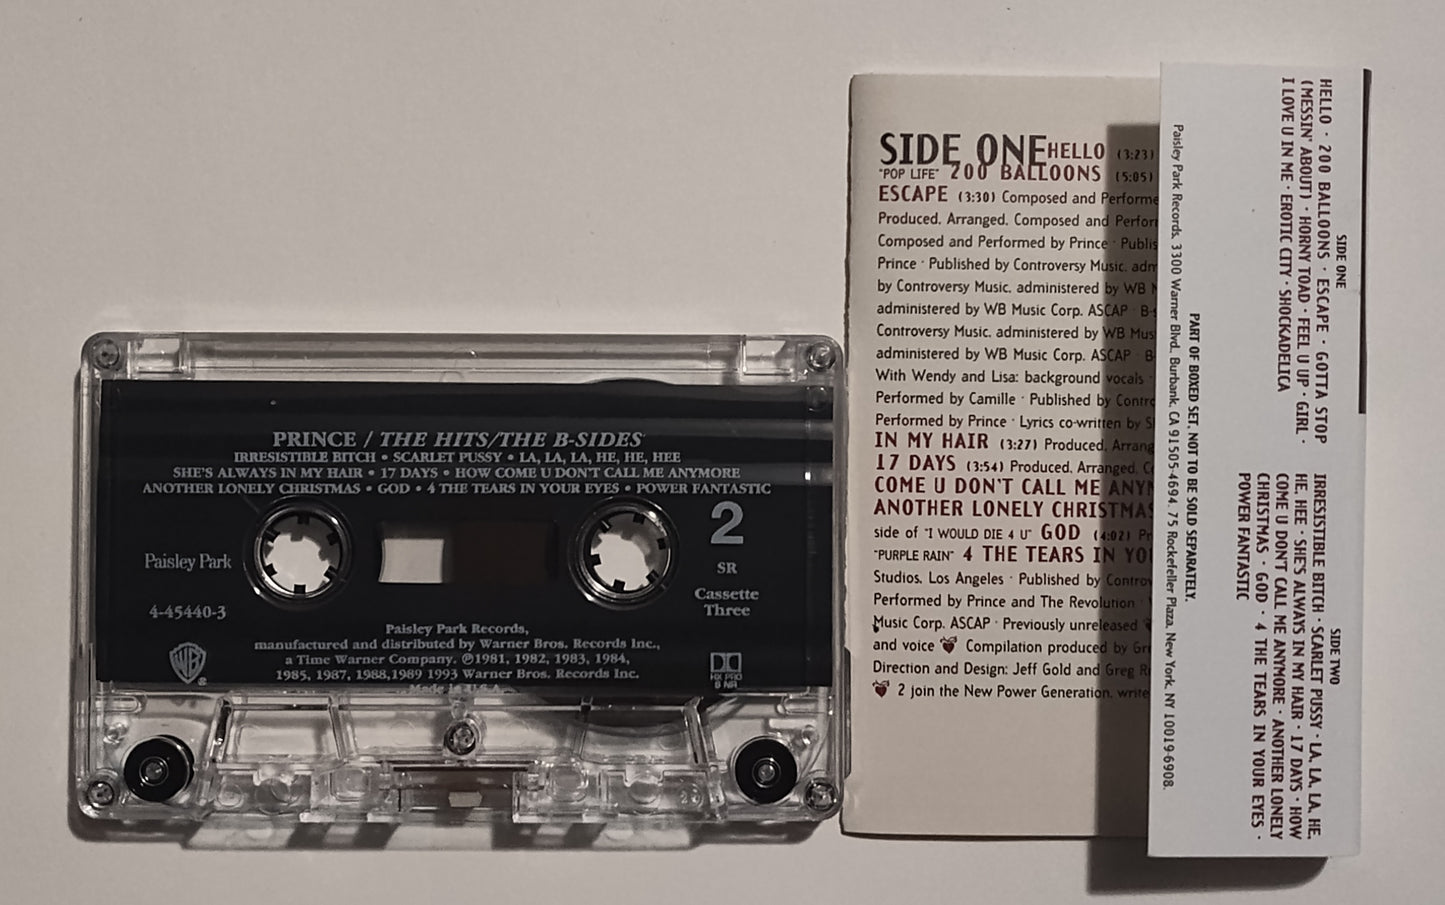 PRINCE / THE HITS/THE B-SIDES
IRRESISTIBLE BITCH • SCARLET PUSSY • LA, LA, LA, HE, HE, HEE
SHE'S ALWAYS IN MY HAIR • 17 DAYS • HOW COME U DON'T CALL ME ANYMORE
ANOTHER LONELY CHRISTMAS • GOD • 4 THE TEARS IN YOUR EYES • POWER FANTASTIC
Paisley Park
4-45440-3
2
SR
Cassette
Three
Paisley Park Records,
manufactured and distributed by Warner Bros. Records Inc.,
a Time Warner Company. ℗1981, 1982, 1983, 1984,
1985, 1987, 1988,1989 1993 Warner Bros. Records Inc.
Made in U.S.A.
WB®
HX PRO
B NR
SIDE ONE HELLO (3:23)
"POP LIFE" 200 BALLOONS (5:05)
ESCAPE (3:30) Composed and Performe
Produced, Arranged, Composed and Perfor
Composed and Performed by Prince · Publis
Prince · Published by Controversy Music, adm
by Controversy Music, administered by WB
administered by WB Music Corp. ASCAP · B-
Controversy Music, administered by WB Mus
administered by WB Music Corp. ASCAP · B
With Wendy and Lisa: background vocals ·
Performed by Camille · Published by Contro
Performed by Prince · Lyrics co-written by S
IN MY HAIR (3:27) Produced, Arrang
17 DAYS (3:54) Produced, Arranged, C
COME U DON'T CALL ME ANYM
ANOTHER LONELY CHRISTMAS
side of "I WOULD DIE 4 U" GOD (4:02) Pr
"PURPLE RAIN" 4 THE TEARS IN YO
Studios, Los Angeles · Published by Contro
Performed by Prince and The Revolution ·
Music Corp. ASCAP · Previously unreleased
and voice Compilation produced by Gr
Direction and Design: Jeff Gold and Greg R
2 join the New Power Generation, write
SIDE ONE
HELLO · 200 BALLOONS · ESCAPE · GOTTA STOP
(MESSIN' ABOUT) · HORNY TOAD · FEEL U UP · GIRL ·
I LOVE U IN ME · EROTIC CITY · SHOCKADELICA
SIDE TWO
IRRESISTIBLE BITCH · SCARLET PUSSY · LA, LA, LA, HE,
HE, HEE · SHE'S ALWAYS IN MY HAIR · 17 DAYS · HOW
COME U DON'T CALL ME ANYMORE · ANOTHER LONELY
CHRISTMAS · GOD · 4 THE TEARS IN YOUR EYES ·
POWER FANTASTIC
PART OF BOXED SET, NOT TO BE SOLD SEPARATELY.
Paisley Park Records, 3300 Warner Blvd., Burbank, CA 91505-4694, 75 Rockefeller Plaza, New York, NY 10019-6908.